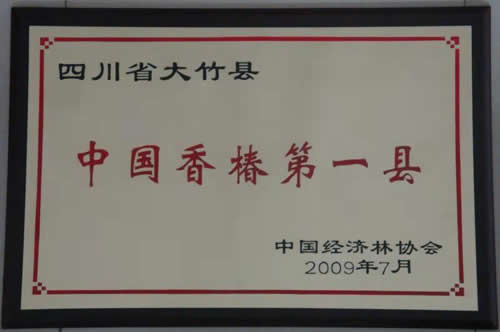 四川省大竹县
中国香椿第一县
中国经济林协会
2009年7月